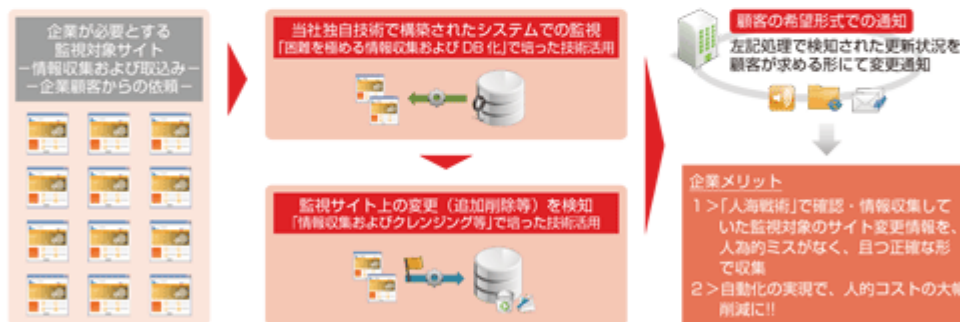 企業が必要とする
監視対象サイト
－情報収集および取込み－
－企業顧客からの依頼－
当社独自技術で構築されたシステムでの監視
「困難を極める情報収集およびDB化」で培った技術活用
監視サイト上の変更（追加削除等）を検知
「情報収集およびクレンジング等」で培った技術活用
顧客の希望形式での通知
左記処理で検知された更新状況を
顧客が求める形にて変更通知
企業メリット
１＞「人海戦術」で確認・情報収集して
いた監視対象のサイト変更情報を、
人為的ミスがなく、且つ正確な形
で収集
２＞自動化の実現で、人的コストの大幅
削減に!!